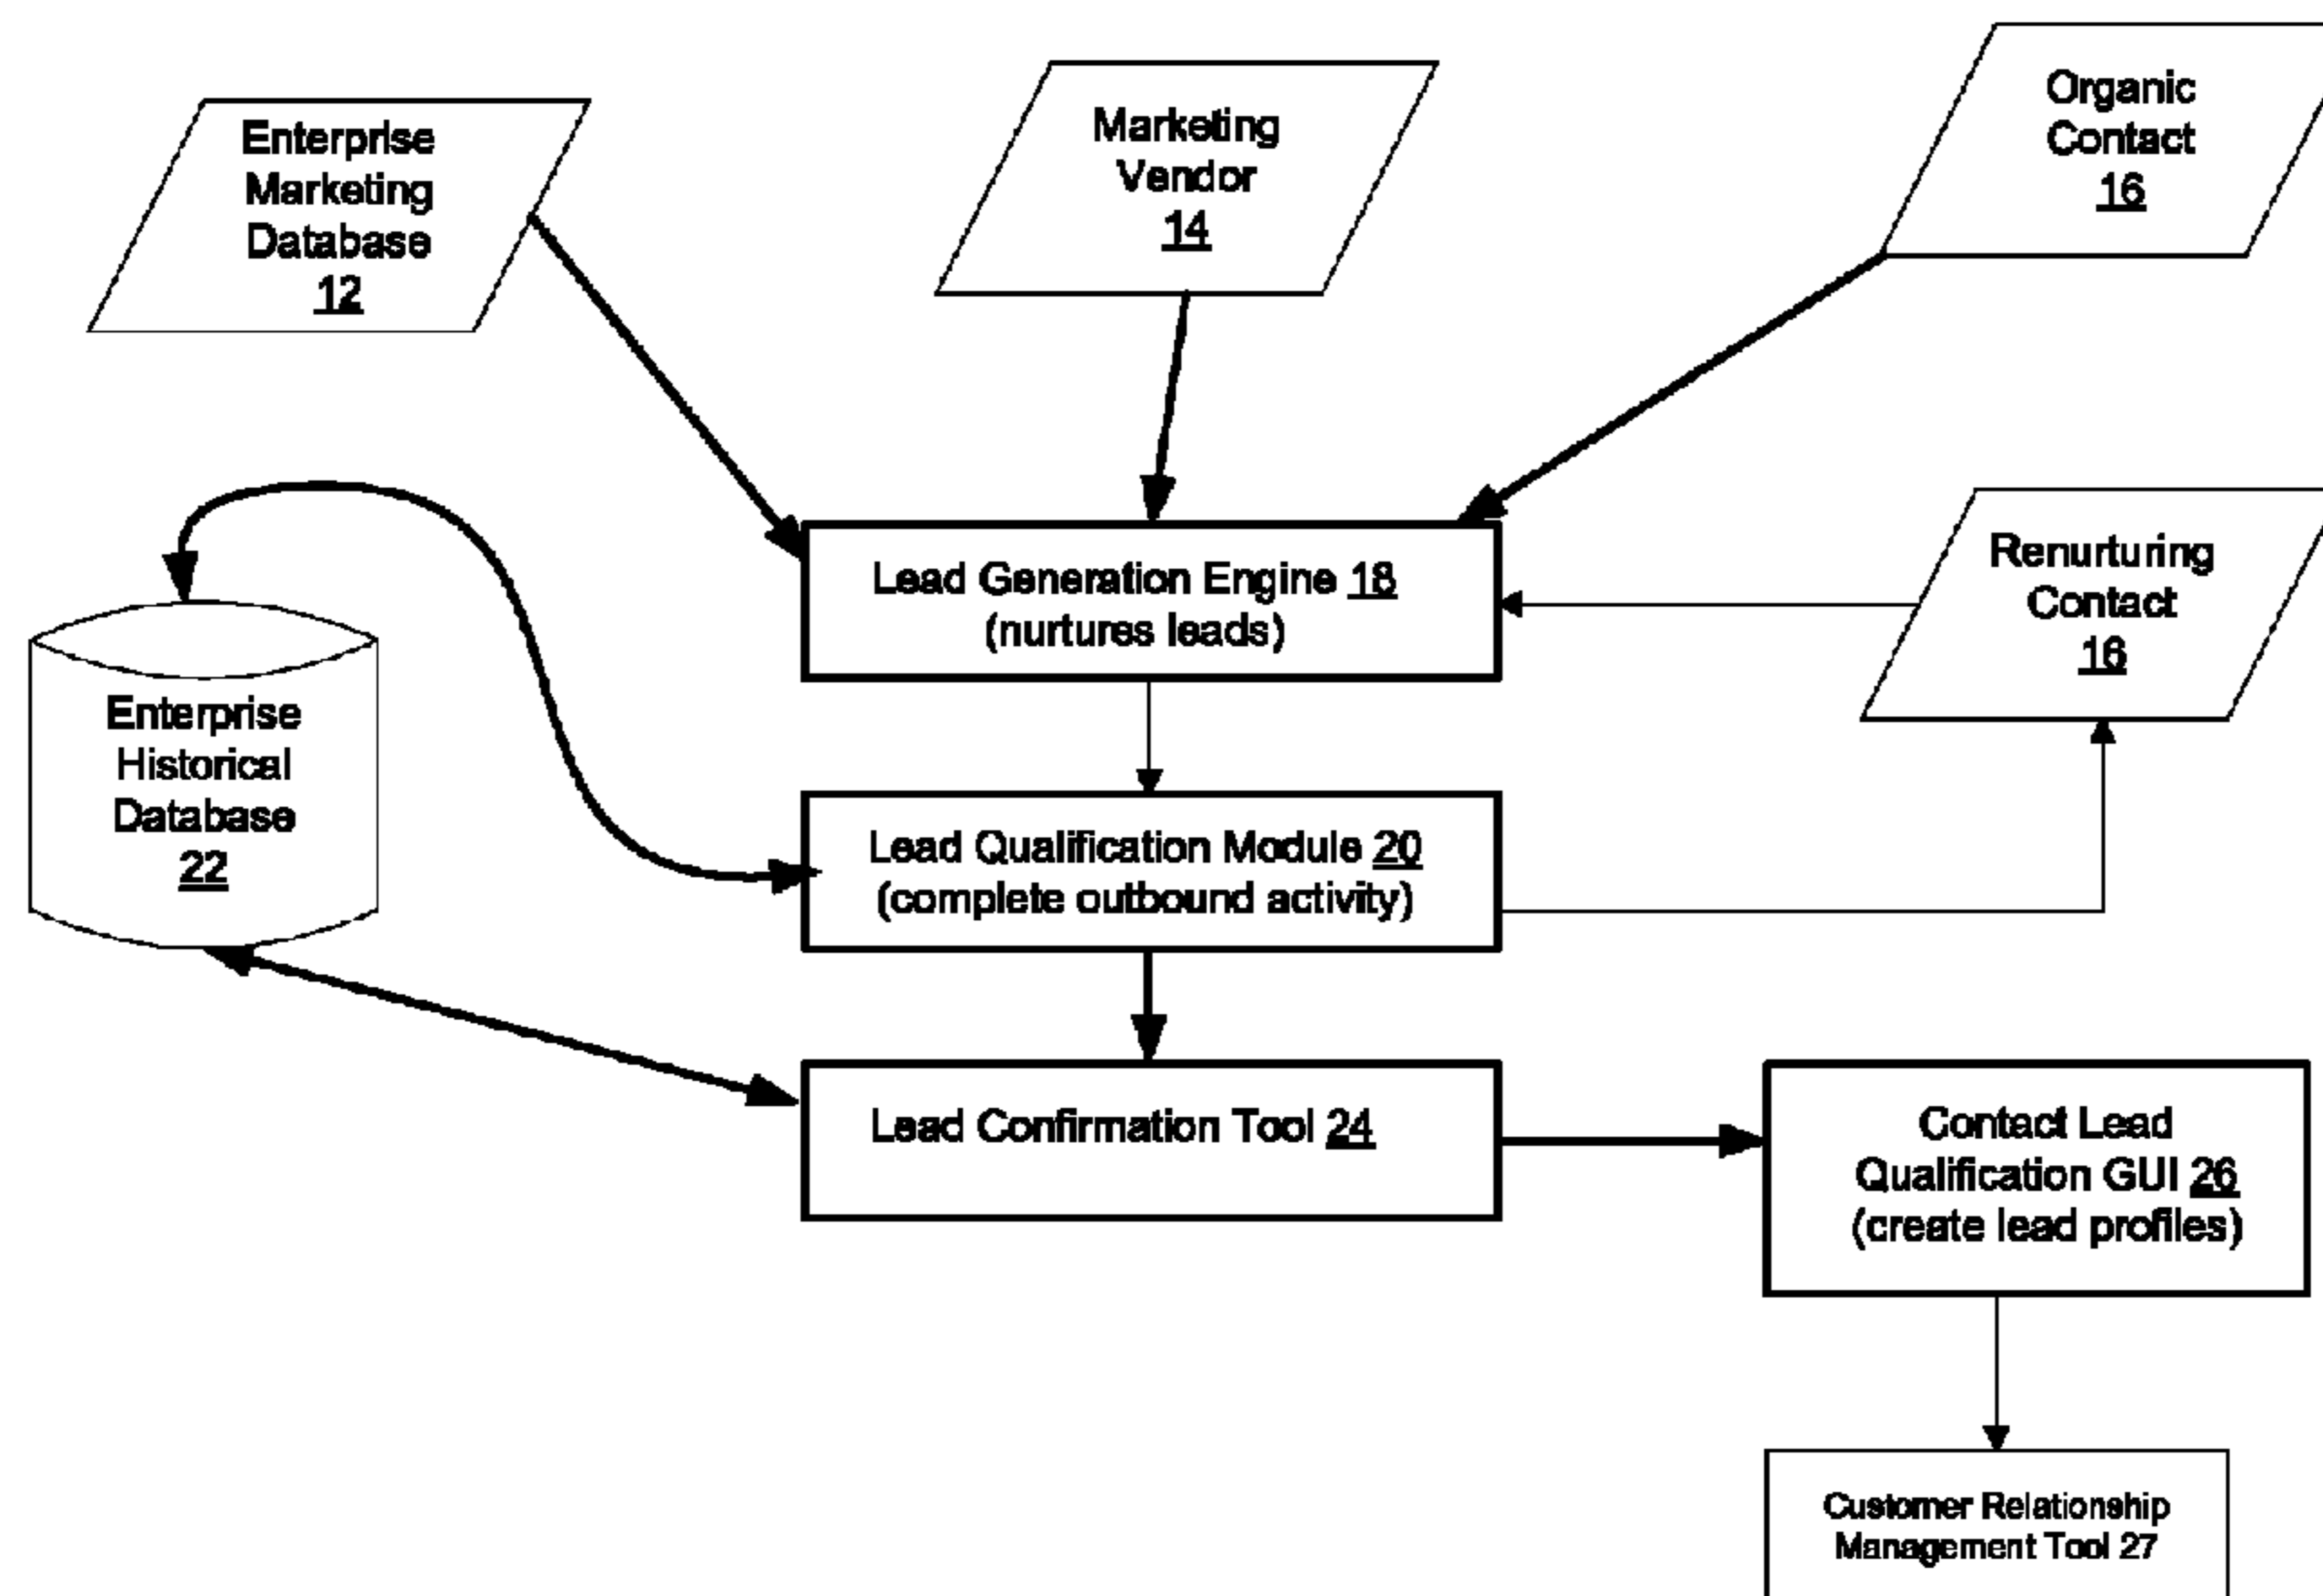 Enterprise
Marketing
Database
12
Marketing
Vendor
14
Organic
Contact
16
Lead Generation Engine 18
(nurtures leads)
Renurturing
Contact
16
Enterprise
Historical
Database
22
Lead Qualification Module 20
(complete outbound activity)
Lead Confirmation Tool 24
Contact Lead
Qualification GUI 26
(create lead profiles)
Customer Relationship
Management Tool 27